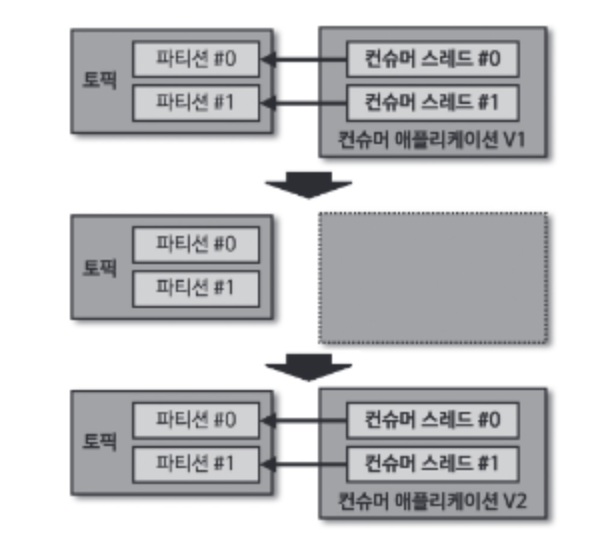 파티션 #0
컨슈머 스레드 #0
토픽
파티션 #1
컨슈머 스레드 #1
컨슈머 애플리케이션 V1
파티션 #0
토픽
파티션 #1
파티션 #0
컨슈머 스레드 #0
토픽
파티션 #1
컨슈머 스레드 #1
컨슈머 애플리케이션 V2